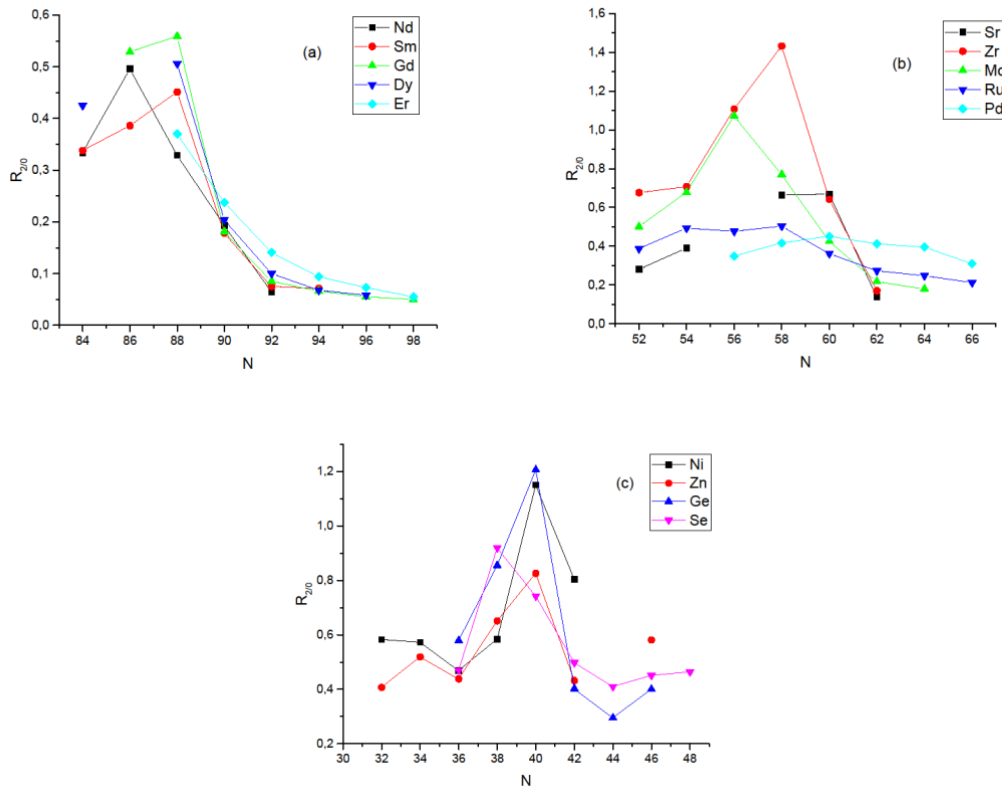 0,6
0,5
0,4
0,3
0,2
0,1
0,0
R2/0
84 86 88 90 92 94 96 98
N
(a)
Nd
Sm
Gd
Dy
Er
1,6
1,4
1,2
1,0
0,8
0,6
0,4
0,2
0,0
R2/0
52 54 56 58 60 62 64 66
N
(b)
Sr
Zr
Mo
Ru
Pd
1,2
1,0
0,8
0,6
0,4
0,2
R2/0
30 32 34 36 38 40 42 44 46 48
N
(c)
Ni
Zn
Ge
Se